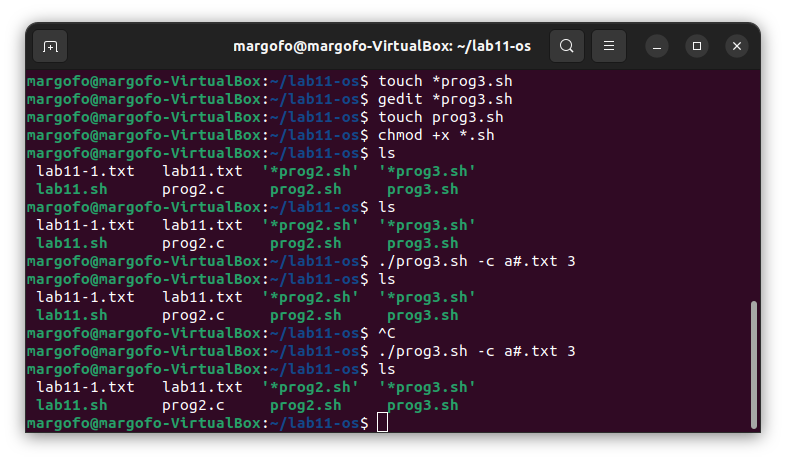 margofo@margofo-VirtualBox: ~/lab11-os
margofo@margofo-VirtualBox:~/lab11-os$ touch *prog3.sh
margofo@margofo-VirtualBox:~/lab11-os$ gedit *prog3.sh
margofo@margofo-VirtualBox:~/lab11-os$ touch prog3.sh
margofo@margofo-VirtualBox:~/lab11-os$ chmod +x *.sh
margofo@margofo-VirtualBox:~/lab11-os$ ls
lab11-1.txt lab11.txt '*prog2.sh' '*prog3.sh'
lab11.sh prog2.c prog2.sh prog3.sh
margofo@margofo-VirtualBox:~/lab11-os$ ls
lab11-1.txt lab11.txt '*prog2.sh' '*prog3.sh'
lab11.sh prog2.c prog2.sh prog3.sh
margofo@margofo-VirtualBox:~/lab11-os$ ./prog3.sh -c a#.txt 3
margofo@margofo-VirtualBox:~/lab11-os$ ls
lab11-1.txt lab11.txt '*prog2.sh' '*prog3.sh'
lab11.sh prog2.c prog2.sh prog3.sh
margofo@margofo-VirtualBox:~/lab11-os$ ^C
margofo@margofo-VirtualBox:~/lab11-os$ ./prog3.sh -c a#.txt 3
margofo@margofo-VirtualBox:~/lab11-os$ ls
lab11-1.txt lab11.txt '*prog2.sh' '*prog3.sh'
lab11.sh prog2.c prog2.sh prog3.sh
margofo@margofo-VirtualBox:~/lab11-os$